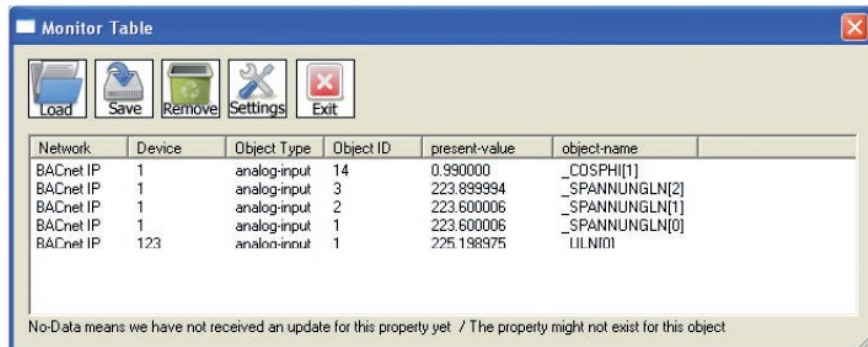 Monitor Table
Load Save Remove Settings Exit
Network Device Object Type Object ID present-value object-name
BACnet IP 1 analog-input 14 0.990000 _COSPHI[1]
BACnet IP 1 analog-input 3 223.899994 _SPANNUNGLN[2]
BACnet IP 1 analog-input 2 223.600006 _SPANNUNGLN[1]
BACnet IP 1 analog-input 1 223.600006 _SPANNUNGLN[0]
BACnet IP 123 analog-input 1 225.198975 _ULN[0]
No-Data means we have not received an update for this property yet / The property might not exist for this object